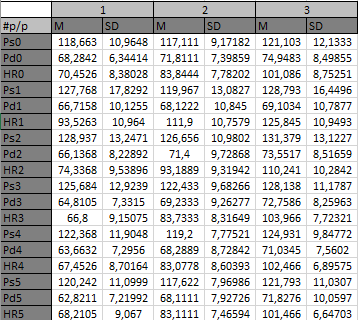 1 2 3
#p/p M SD M SD M SD
Ps0 118,663 10,9648 117,111 9,17182 121,103 12,1333
Pd0 68,2842 6,34414 71,8111 7,39859 74,9483 8,49855
HR0 70,4526 8,38028 83,8444 7,78202 101,086 8,75251
Ps1 127,768 17,8292 119,967 13,0827 128,793 16,4496
Pd1 66,7158 10,1255 68,1222 10,845 69,1034 10,7877
HR1 93,5263 10,964 111,9 10,7579 125,845 10,9493
Ps2 128,937 13,2471 126,656 10,9802 131,379 13,1227
Pd2 66,1368 8,22892 71,4 9,72868 73,5517 8,51659
HR2 74,3368 9,53896 93,1889 9,31942 110,241 10,2842
Ps3 125,684 12,9239 122,433 9,68266 128,138 11,1787
Pd3 64,8105 7,3315 69,2333 9,26277 72,7586 8,25963
HR3 66,8 9,15075 83,7333 8,31649 103,966 7,72321
Ps4 122,368 11,9048 119,2 7,77521 124,931 9,84772
Pd4 63,6632 7,2956 68,2889 8,72842 71,0345 7,5602
HR4 67,4526 8,70164 83,0778 8,60393 102,466 6,89575
Ps5 120,242 11,0999 117,622 7,96986 121,793 11,0307
Pd5 62,8211 7,21992 68,1111 7,92726 71,8276 10,0597
HR5 68,2105 9,067 83,1111 7,46594 101,466 6,64703